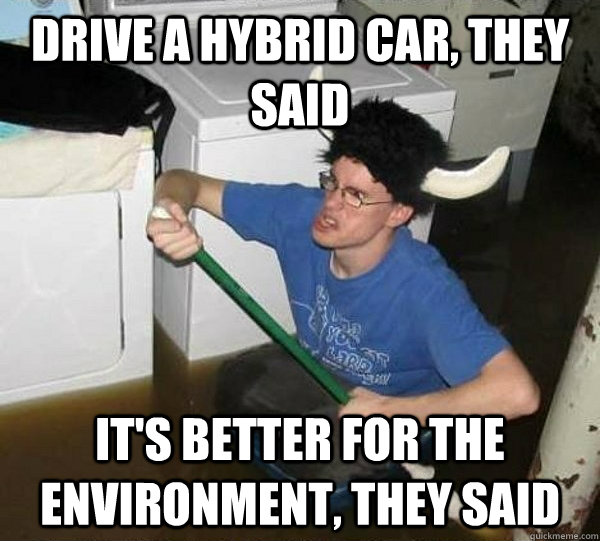 DRIVE A HYBRID CAR, THEY
SAID
IT'S BETTER FOR THE
ENVIRONMENT, THEY SAID
quickmeme.com